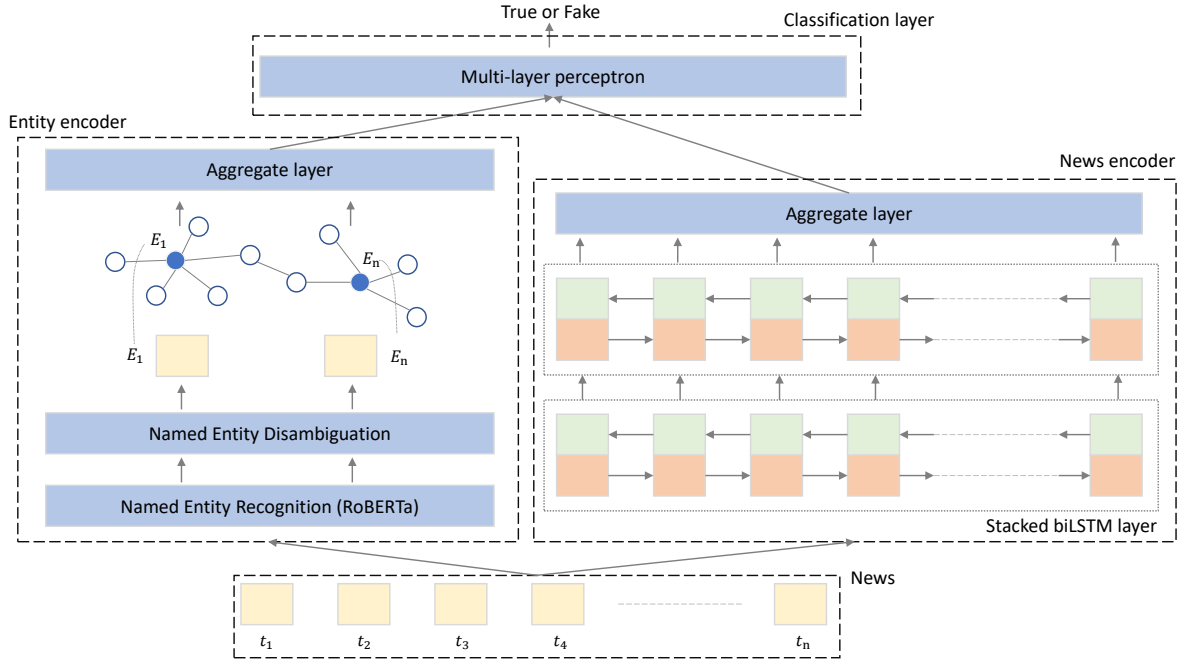 True or Fake
Classification layer
Multi-layer perceptron
Entity encoder
Aggregate layer
E1
En
E1
En
Named Entity Disambiguation
Named Entity Recognition (RoBERTa)
News encoder
Aggregate layer
Stacked biLSTM layer
News
t1 t2 t3 t4 tn